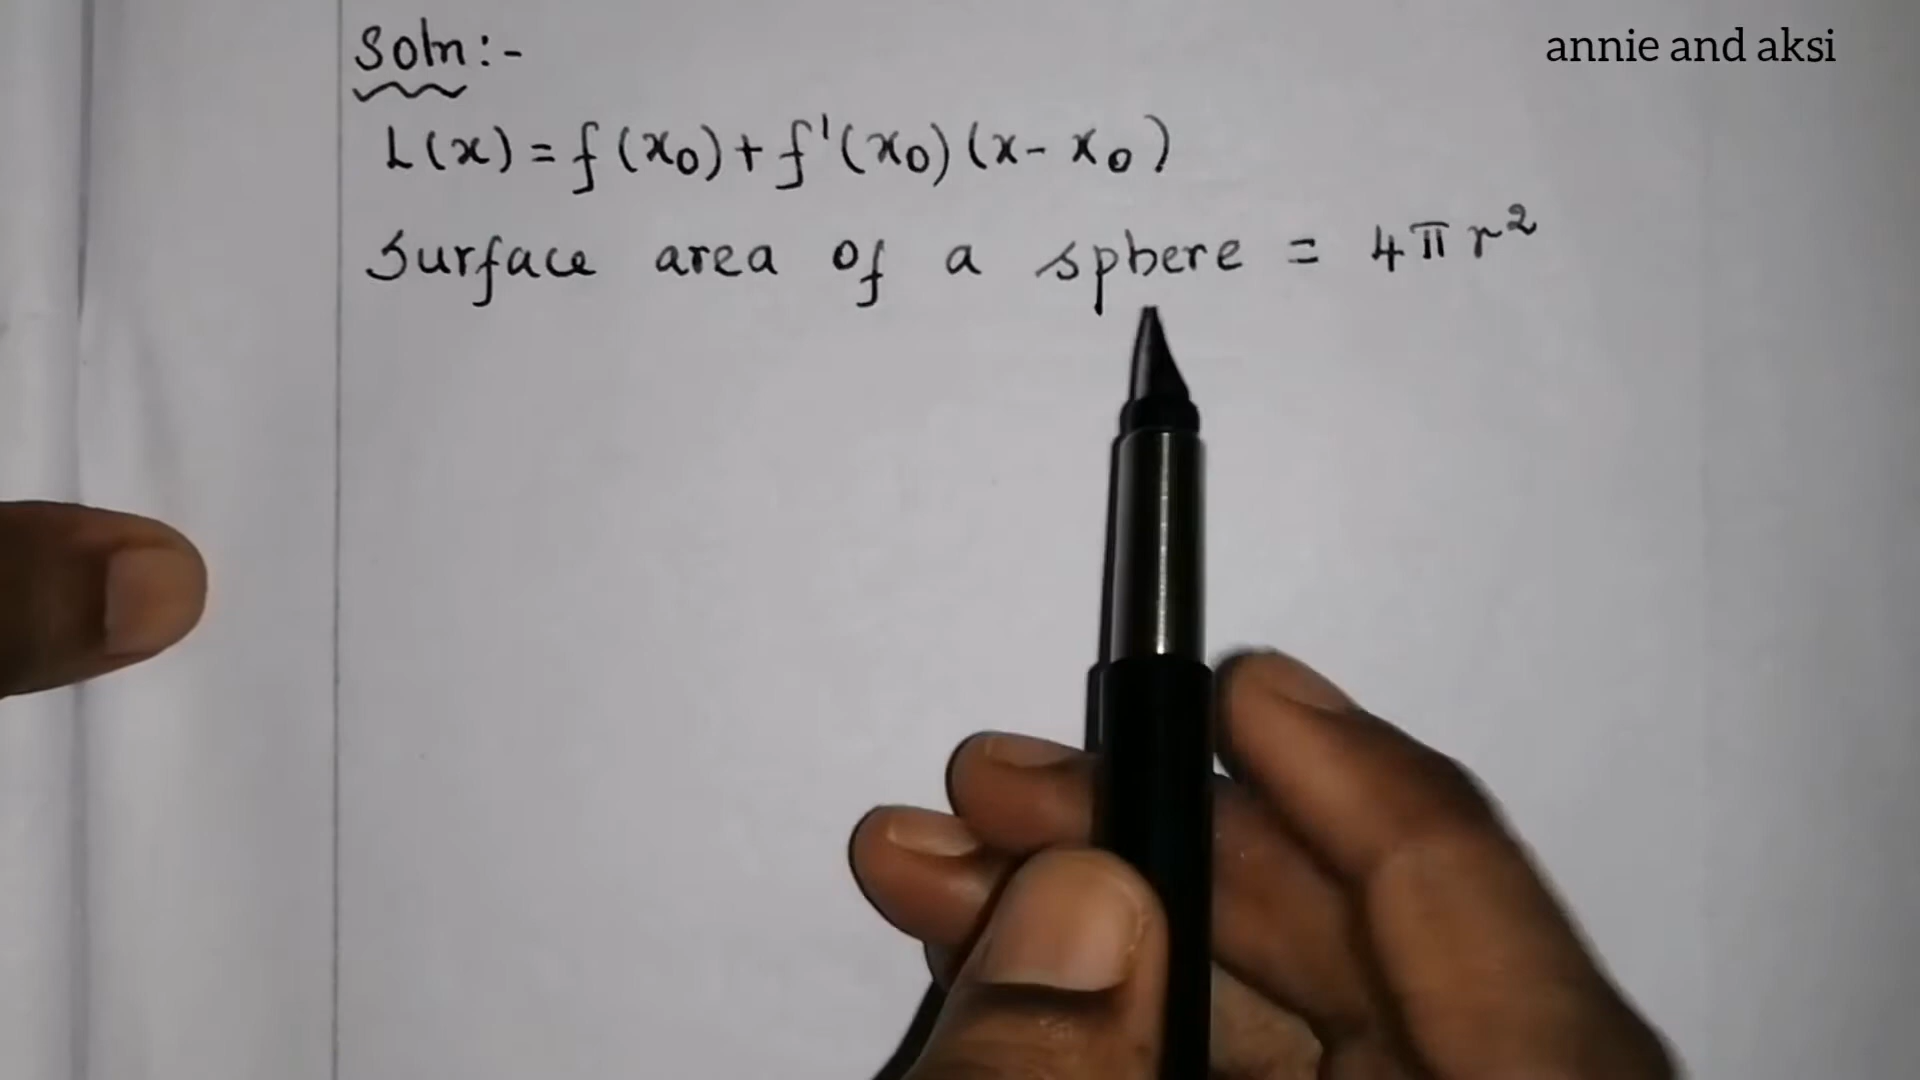 annie and aksi
Soln:-
L(x) = f(x₀) + f'(x₀)(x - x₀)
Surface area of a sphere = 4πr²